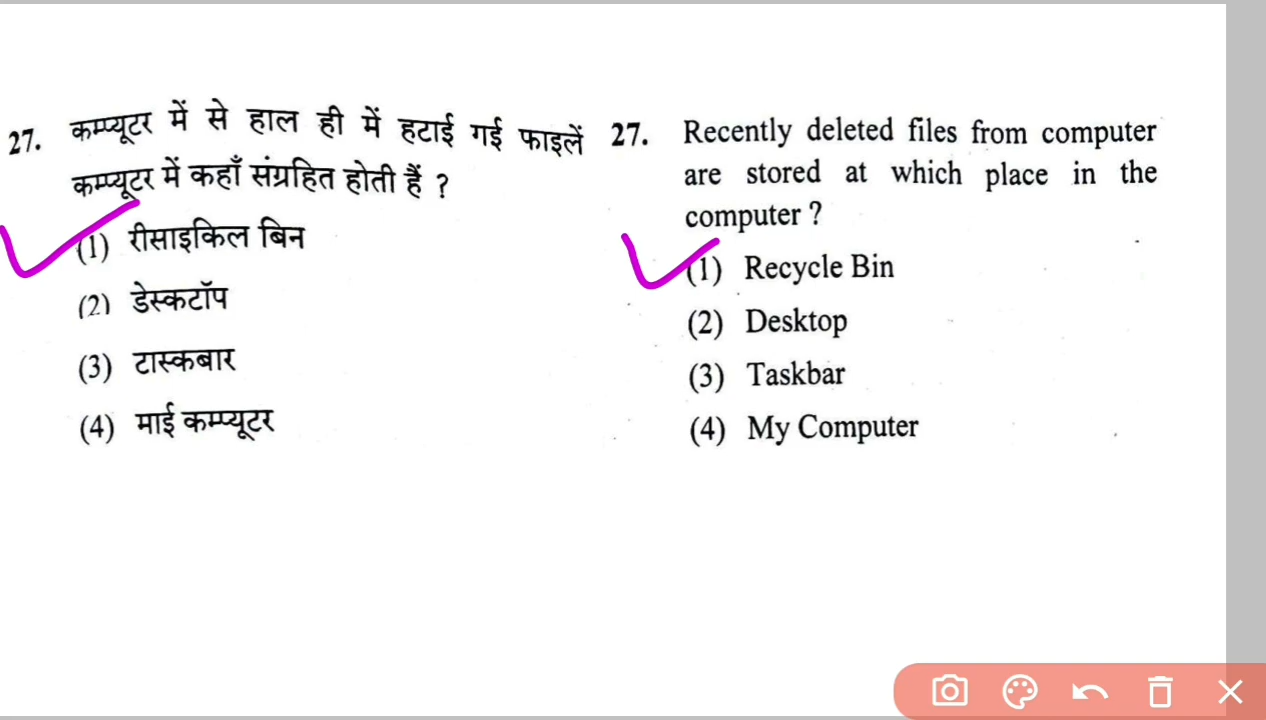 27. कम्प्यूटर में से हाल ही में हटाई गई फाइलें
कम्प्यूटर में कहाँ संग्रहित होती हैं ?
(1) रीसाइकिल बिन
(2) डेस्कटॉप
(3) टास्कबार
(4) माई कम्प्यूटर
27. Recently deleted files from computer
are stored at which place in the
computer ?
(1) Recycle Bin
(2) Desktop
(3) Taskbar
(4) My Computer